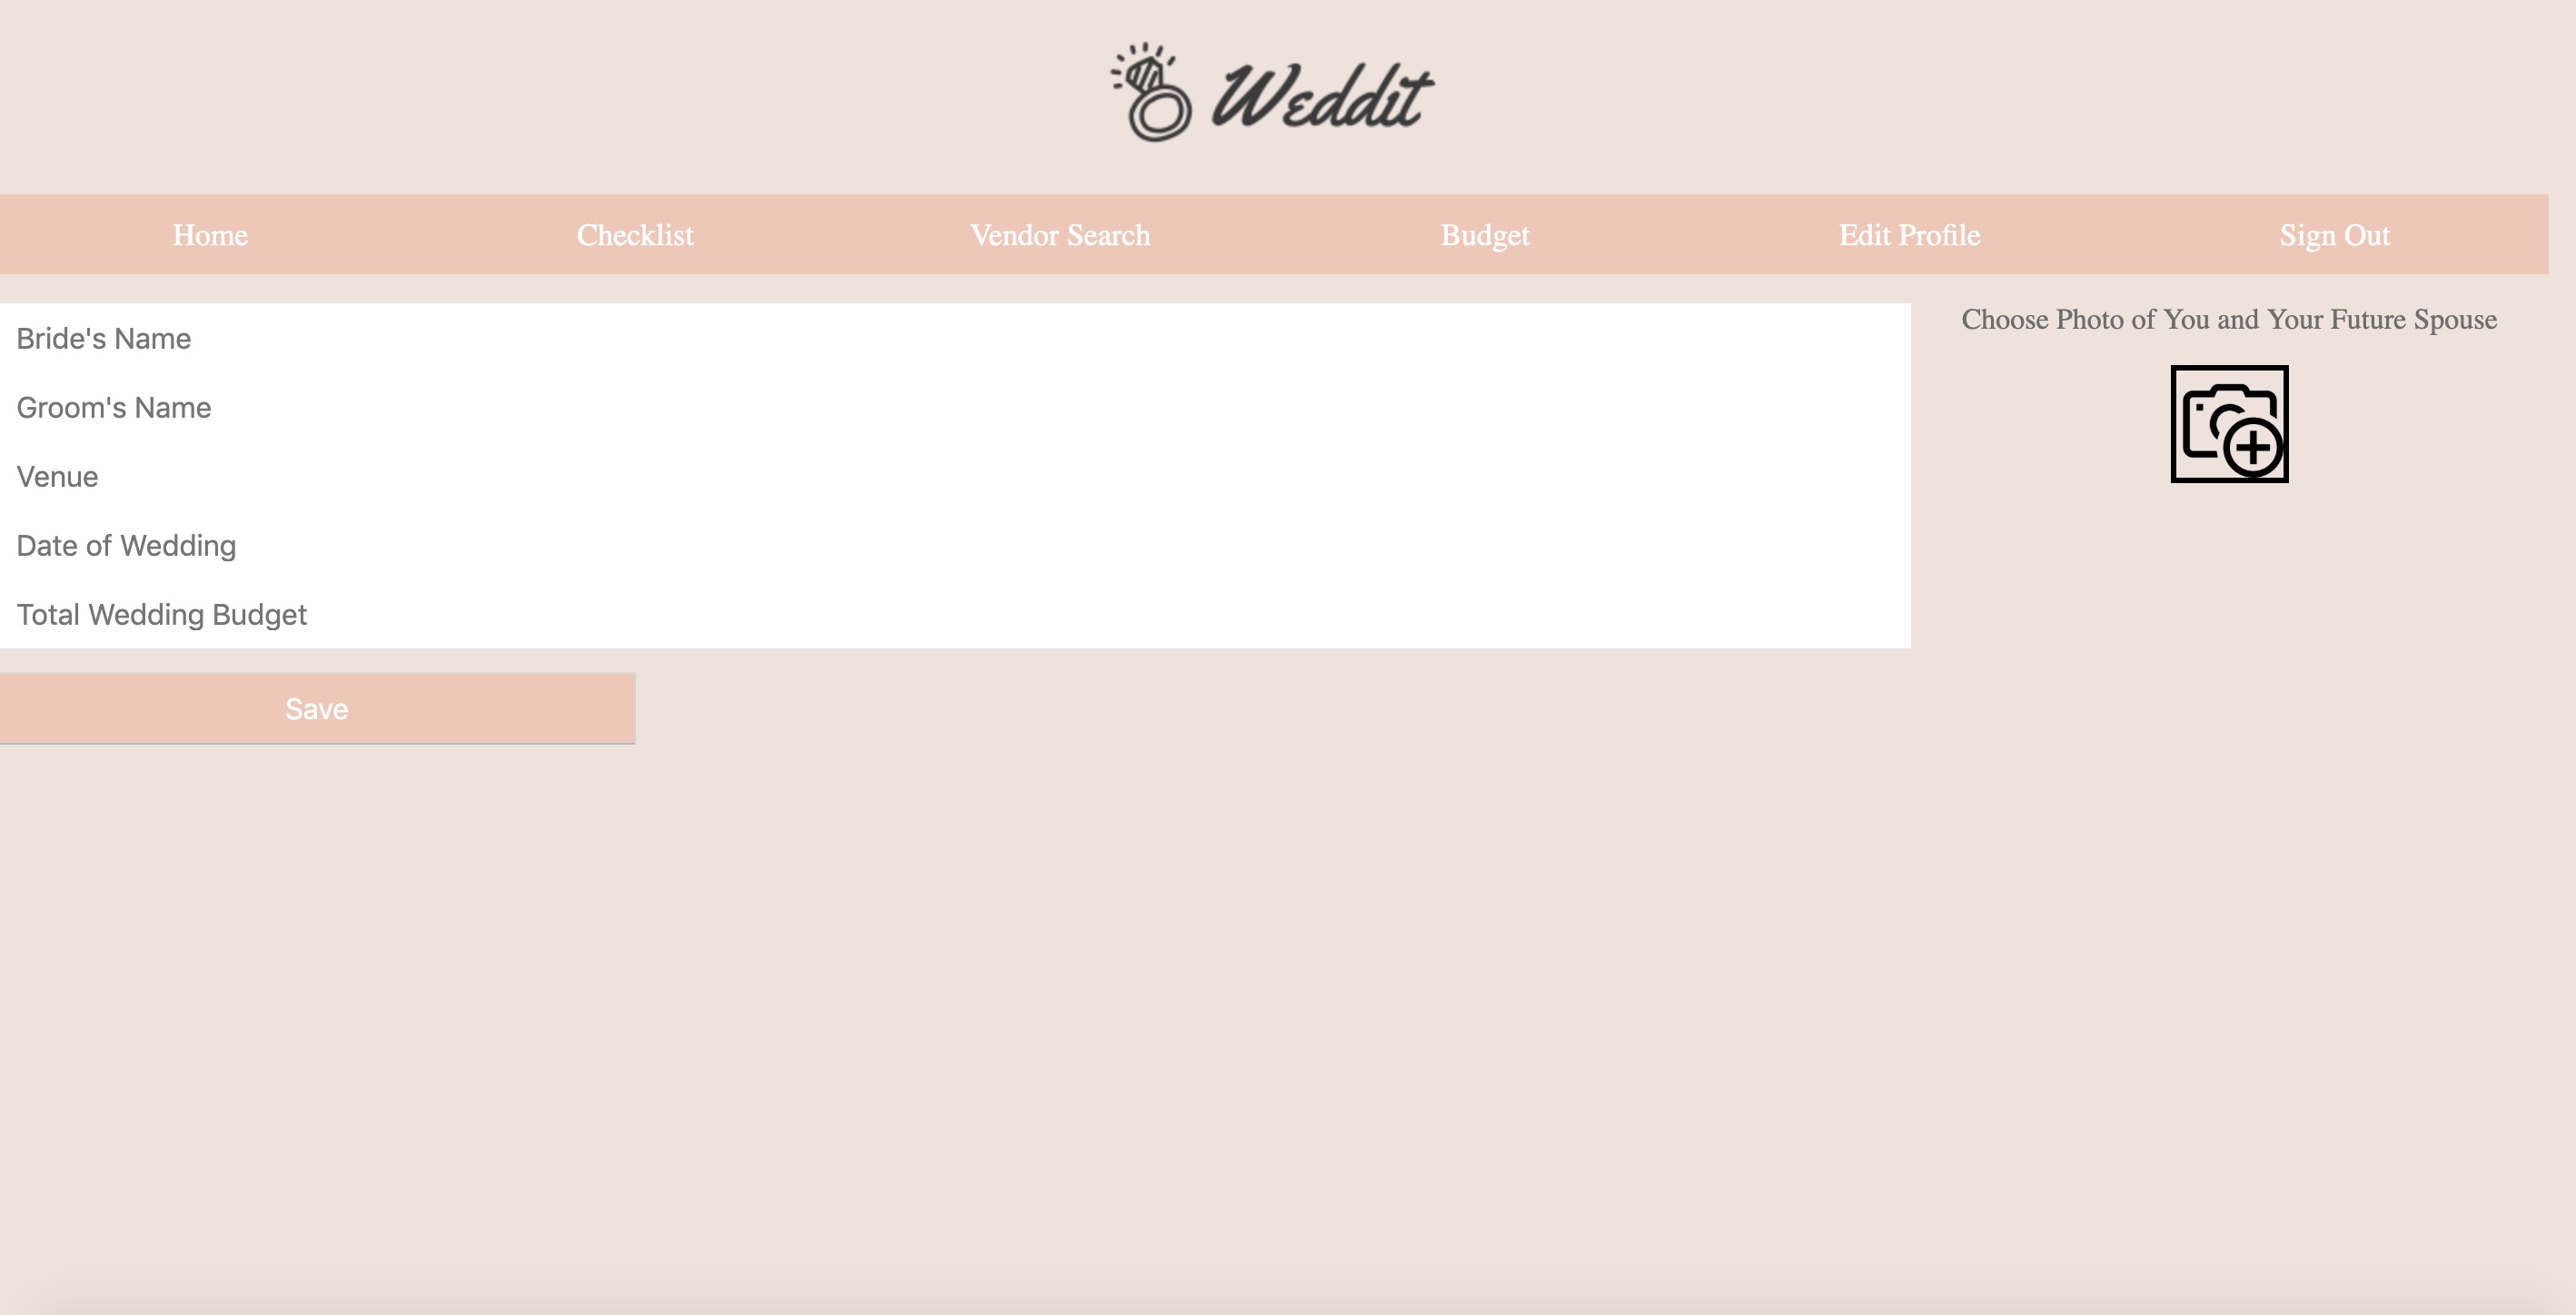 Weddit
Home Checklist Vendor Search Budget Edit Profile Sign Out
Bride's Name
Groom's Name
Venue
Date of Wedding
Total Wedding Budget
Save
Choose Photo of You and Your Future Spouse